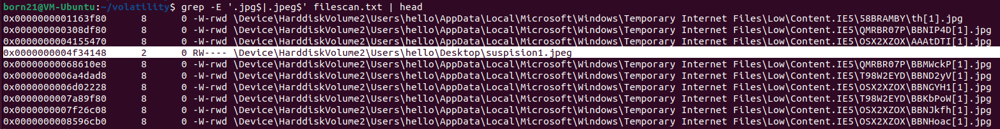 born21@VM-Ubuntu:~/volatility$ grep -E '.jpg$|.jpeg$' filescan.txt | head
0x0000000001163f80 8 0 -W-rwd \Device\HarddiskVolume2\Users\hello\AppData\Local\Microsoft\Windows\Temporary Internet Files\Low\Content.IE5\58BRAMBY\th[1].jpg
0x000000000308df80 8 0 -W-rwd \Device\HarddiskVolume2\Users\hello\AppData\Local\Microsoft\Windows\Temporary Internet Files\Low\Content.IE5\QMRBR07P\BBNIP4D[1].jpg
0x0000000004155470 8 0 -W-rwd \Device\HarddiskVolume2\Users\hello\AppData\Local\Microsoft\Windows\Temporary Internet Files\Low\Content.IE5\OSX2XZOX\AAAtDTI[1].jpg
0x0000000004f34148 2 0 RW---- \Device\HarddiskVolume2\Users\hello\Desktop\suspision1.jpeg
0x00000000068610e8 8 0 -W-rwd \Device\HarddiskVolume2\Users\hello\AppData\Local\Microsoft\Windows\Temporary Internet Files\Low\Content.IE5\QMRBR07P\BBMWckP[1].jpg
0x0000000006a4dad8 8 0 -W-rwd \Device\HarddiskVolume2\Users\hello\AppData\Local\Microsoft\Windows\Temporary Internet Files\Low\Content.IE5\T98W2EYD\BBND2yV[1].jpg
0x0000000006d02228 8 0 -W-rwd \Device\HarddiskVolume2\Users\hello\AppData\Local\Microsoft\Windows\Temporary Internet Files\Low\Content.IE5\OSX2XZOX\BBNGYH1[1].jpg
0x0000000007a89f80 8 0 -W-rwd \Device\HarddiskVolume2\Users\hello\AppData\Local\Microsoft\Windows\Temporary Internet Files\Low\Content.IE5\T98W2EYD\BBKbPoW[1].jpg
0x0000000007f26c08 8 0 -W-rwd \Device\HarddiskVolume2\Users\hello\AppData\Local\Microsoft\Windows\Temporary Internet Files\Low\Content.IE5\OSX2XZOX\BBNJkfh[1].jpg
0x0000000008596cb0 8 0 -W-rwd \Device\HarddiskVolume2\Users\hello\AppData\Local\Microsoft\Windows\Temporary Internet Files\Low\Content.IE5\OSX2XZOX\BBNHoac[1].jpg